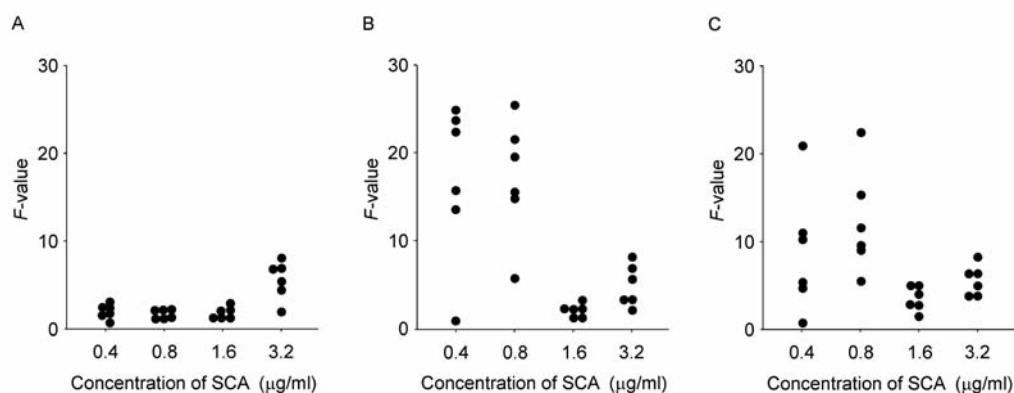 A
B
C
30
20
10
0
F-value
0.4 0.8 1.6 3.2
Concentration of SCA (μg/ml)
30
20
10
0
F-value
0.4 0.8 1.6 3.2
Concentration of SCA (μg/ml)
30
20
10
0
F-value
0.4 0.8 1.6 3.2
Concentration of SCA (μg/ml)